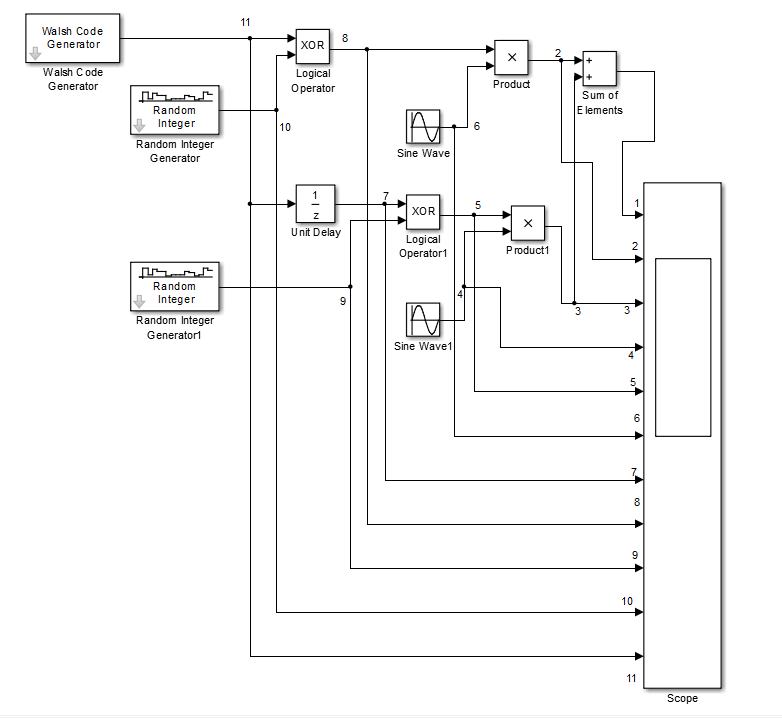 11
Walsh Code
Generator
Walsh Code
Generator
XOR
Logical
Operator
8
×
Product
2
+
+
Sum of
Elements
Random
Integer
Random Integer
Generator
10
Sine Wave
6
1
z
Unit Delay
7
XOR
Logical
Operator1
5
×
Product1
Random
Integer
Random Integer
Generator1
9
Sine Wave1
4
3
1
2
3
4
5
6
7
8
9
10
11
Scope